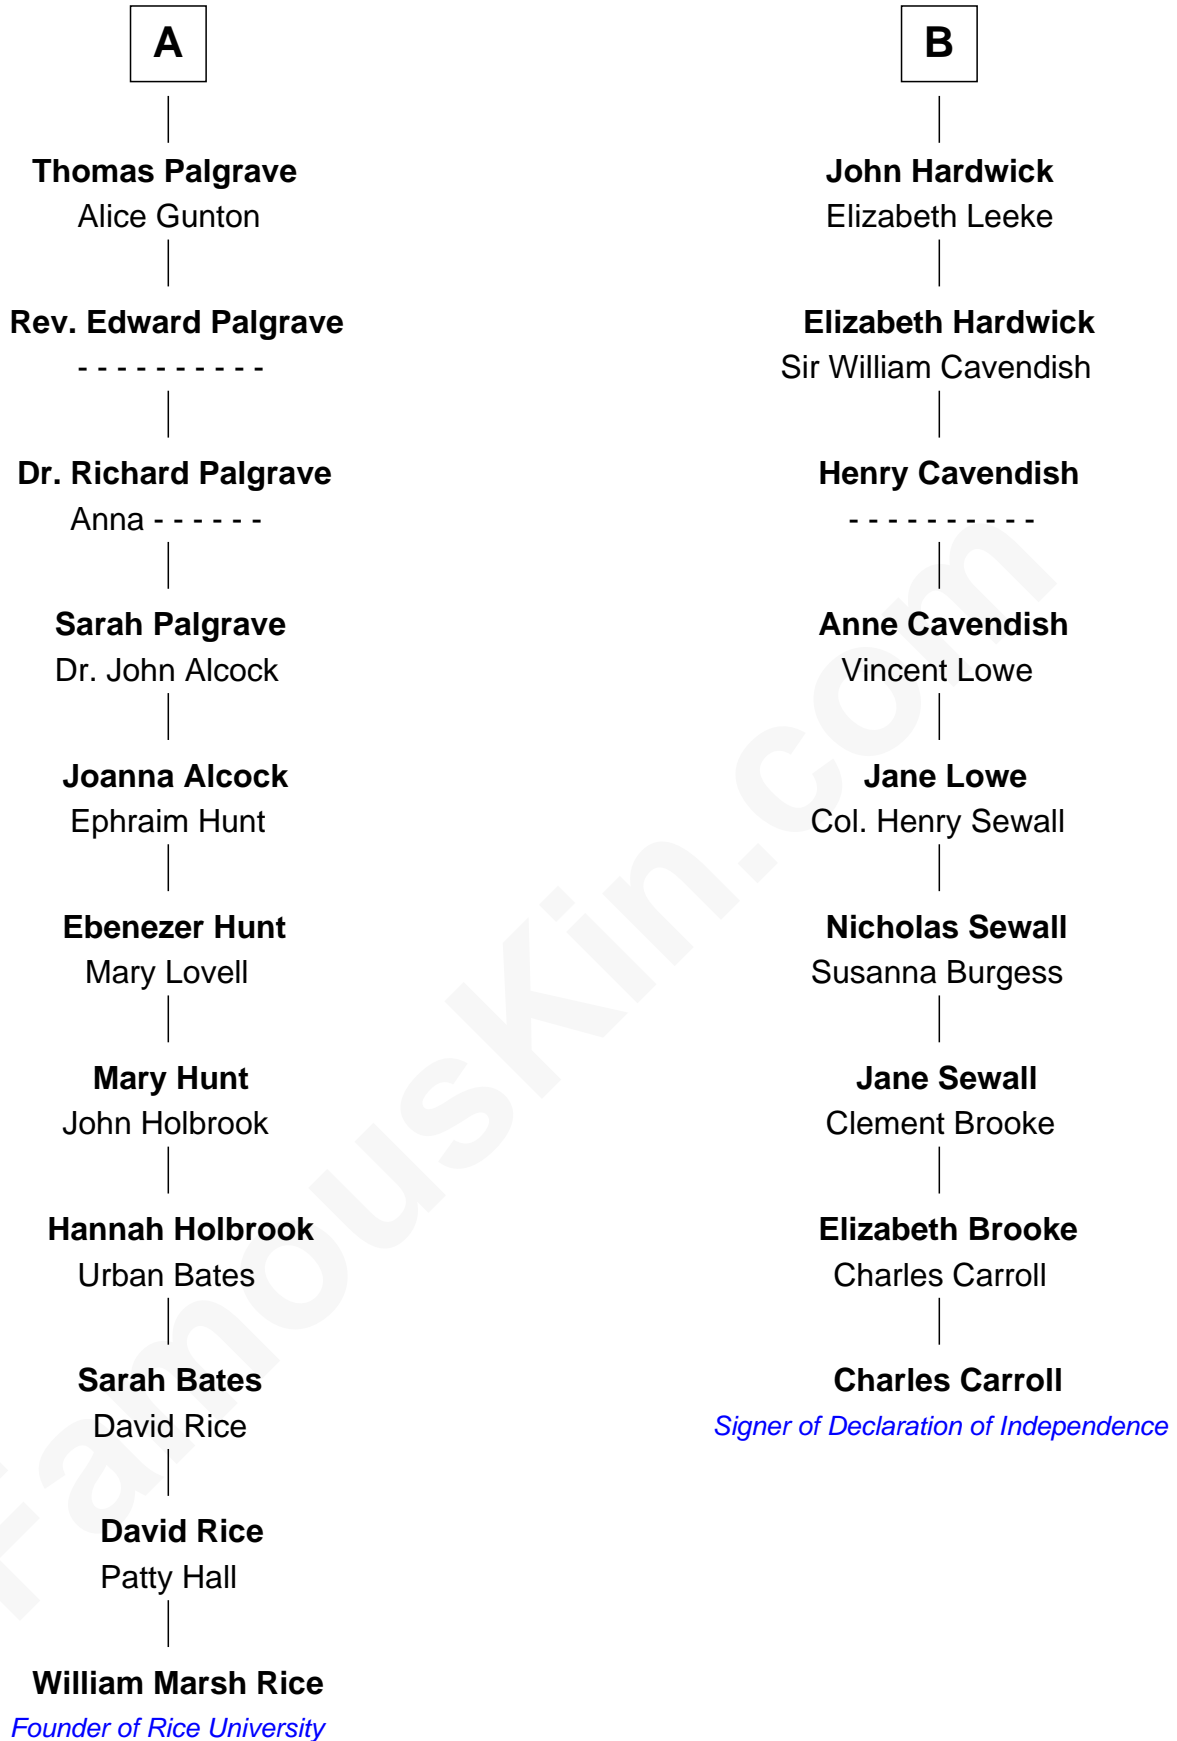 A
Thomas Palgrave
Alice Gunton
Rev. Edward Palgrave
- - - - - - - - - -
Dr. Richard Palgrave
Anna - - - - - -
Sarah Palgrave
Dr. John Alcock
Joanna Alcock
Ephraim Hunt
Ebenezer Hunt
Mary Lovell
Mary Hunt
John Holbrook
Hannah Holbrook
Urban Bates
Sarah Bates
David Rice
David Rice
Patty Hall
William Marsh Rice
Founder of Rice University
B
John Hardwick
Elizabeth Leeke
Elizabeth Hardwick
Sir William Cavendish
Henry Cavendish
- - - - - - - - - -
Anne Cavendish
Vincent Lowe
Jane Lowe
Col. Henry Sewall
Nicholas Sewall
Susanna Burgess
Jane Sewall
Clement Brooke
Elizabeth Brooke
Charles Carroll
Charles Carroll
Signer of Declaration of Independence
FamousKin.com